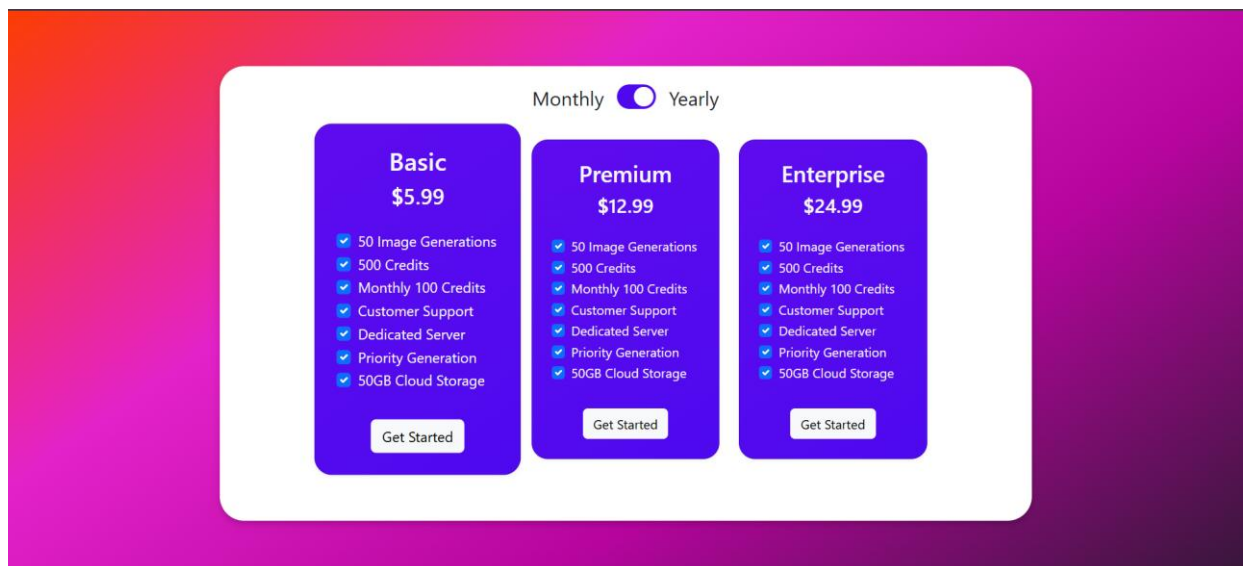 Monthly Yearly
Basic
$5.99
50 Image Generations
500 Credits
Monthly 100 Credits
Customer Support
Dedicated Server
Priority Generation
50GB Cloud Storage
Get Started
Premium
$12.99
50 Image Generations
500 Credits
Monthly 100 Credits
Customer Support
Dedicated Server
Priority Generation
50GB Cloud Storage
Get Started
Enterprise
$24.99
50 Image Generations
500 Credits
Monthly 100 Credits
Customer Support
Dedicated Server
Priority Generation
50GB Cloud Storage
Get Started